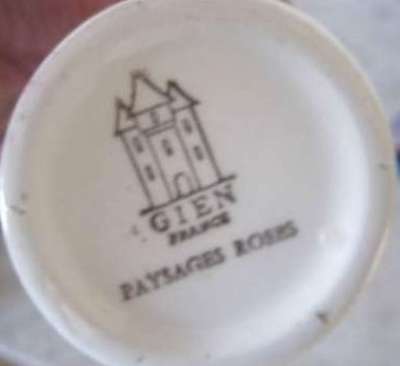 GIEN
FRANCE
PAYSAGES ROSES